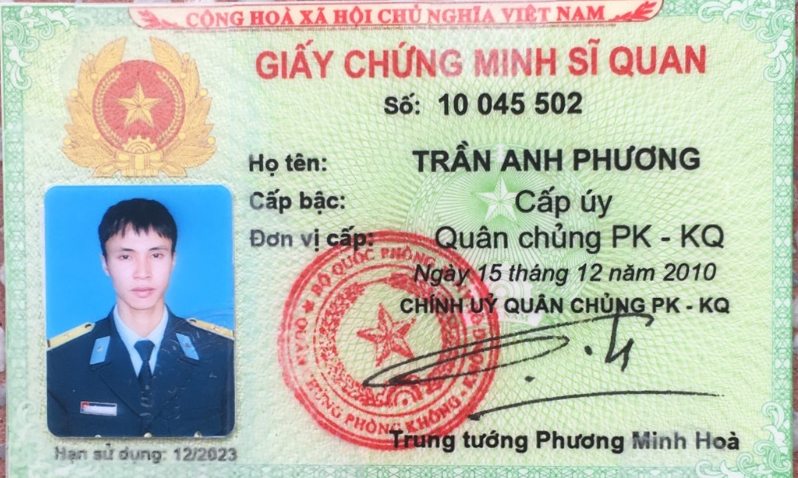 CỘNG HOÀ XÃ HỘI CHỦ NGHĨA VIỆT NAM
GIẤY CHỨNG MINH SĨ QUAN
Số: 10 045 502
Họ tên: TRẦN ANH PHƯƠNG
Cấp bậc: Cấp úy
Đơn vị cấp: Quân chủng PK - KQ
Ngày 15 tháng 12 năm 2010
CHÍNH UỶ QUÂN CHỦNG PK - KQ
BỘ QUỐC PHÒNG
QUÂN CHỦNG PHÒNG KHÔNG
Trung tướng Phương Minh Hoà
Hạn sử dụng: 12/2023